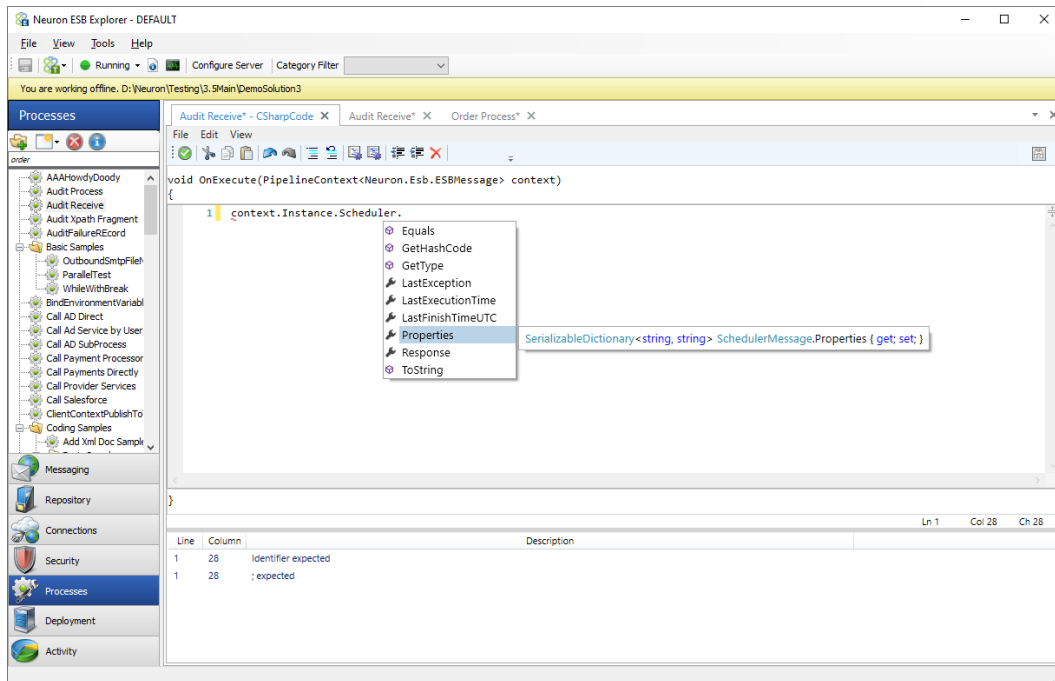 Neuron ESB Explorer - DEFAULT
File View Tools Help
Running Configure Server Category Filter
You are working offline. D:\Neuron\Testing\3.5Main\DemoSolution3
Processes
order
AAAHowdyDoody
Audit Process
Audit Receive
Audit Xpath Fragment
AuditFailureREcord
Basic Samples
OutboundSmtpFileN
ParallelTest
WhileWithBreak
BindEnvironmentVariabl
Call AD Direct
Call Ad Service by User
Call AD SubProcess
Call Payment Processor
Call Payments Directly
Call Provider Services
Call Salesforce
ClientContextPublishTo
Coding Samples
Add Xml Doc Sample
Messaging
Repository
Connections
Security
Processes
Deployment
Activity
Audit Receive* - CSharpCode X Audit Receive* X Order Process* X
File Edit View
void OnExecute(PipelineContext<Neuron.Esb.ESBMessage> context)
{
1 context.Instance.Scheduler.
Equals
GetHashCode
GetType
LastException
LastExecutionTime
LastFinishTimeUTC
Properties SerializableDictionary<string, string> SchedulerMessage.Properties { get; set; }
Response
ToString
}
Ln 1 Col 28 Ch 28
Line Column Description
1 28 Identifier expected
1 28 ; expected